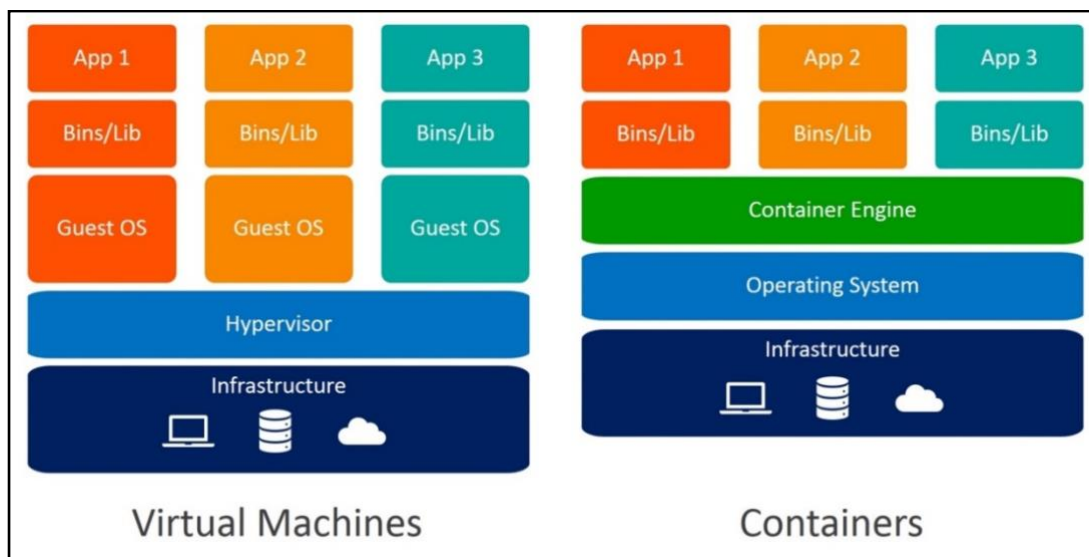 App 1
App 2
App 3
Bins/Lib
Bins/Lib
Bins/Lib
Guest OS
Guest OS
Guest OS
Hypervisor
Infrastructure
Virtual Machines
App 1
App 2
App 3
Bins/Lib
Bins/Lib
Bins/Lib
Container Engine
Operating System
Infrastructure
Containers